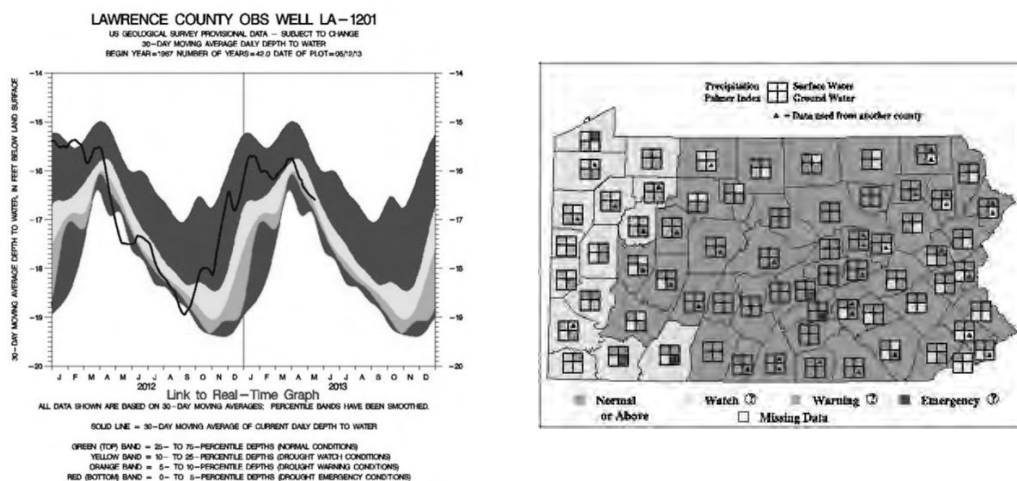 LAWRENCE COUNTY OBS WELL LA-1201
US GEOLOGICAL SURVEY PROVISIONAL DATA - SUBJECT TO CHANGE
30-DAY MOVING AVERAGE DAILY DEPTH TO WATER
BEGIN YEAR=1967 NUMBER OF YEARS=42.0 DATE OF PLOT=05/12/13
30-DAY MOVING AVERAGE DEPTH TO WATER, IN FEET BELOW LAND SURFACE
-14 -14
-15 -15
-16 -16
-17 -17
-18 -18
-19 -19
-20 -20
J F M A M J J A S O N D J F M A M J J A S O N D
2012 2013
Link to Real-Time Graph
ALL DATA SHOWN ARE BASED ON 30-DAY MOVING AVERAGES; PERCENTILE BANDS HAVE BEEN SMOOTHED.
SOLID LINE = 30-DAY MOVING AVERAGE OF CURRENT DAILY DEPTH TO WATER
GREEN (TOP) BAND = 25- TO 75-PERCENTILE DEPTHS (NORMAL CONDITIONS)
YELLOW BAND = 10- TO 25-PERCENTILE DEPTHS (DROUGHT WATCH CONDITIONS)
ORANGE BAND = 5- TO 10-PERCENTILE DEPTHS (DROUGHT WARNING CONDITIONS)
RED (BOTTOM) BAND = 0- TO 5-PERCENTILE DEPTHS (DROUGHT EMERGENCY CONDITIONS)
Precipitation Surface Water
Palmer Index Ground Water
▲ = Data used from another county
Normal or Above
Watch ?
Warning ?
Emergency ?
Missing Data